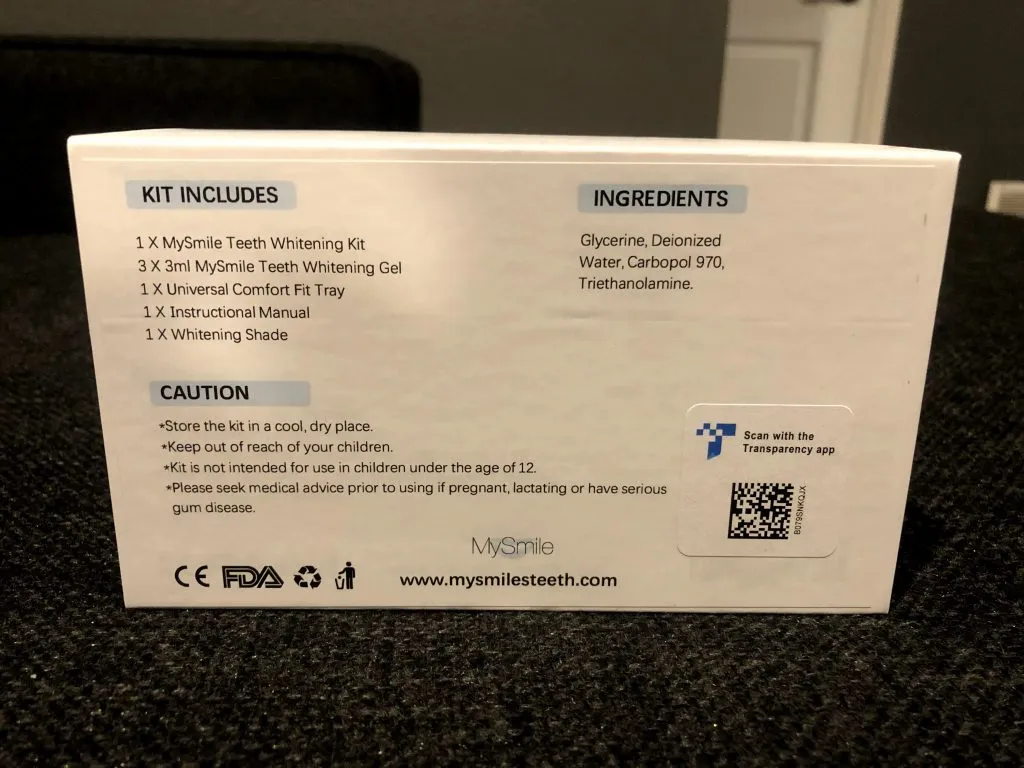 KIT INCLUDES
1 X MySmile Teeth Whitening Kit
3 X 3ml MySmile Teeth Whitening Gel
1 X Universal Comfort Fit Tray
1 X Instructional Manual
1 X Whitening Shade
INGREDIENTS
Glycerine, Deionized
Water, Carbopol 970,
Triethanolamine.
CAUTION
*Store the kit in a cool, dry place.
*Keep out of reach of your children.
*Kit is not intended for use in children under the age of 12.
*Please seek medical advice prior to using if pregnant, lactating or have serious
gum disease.
Scan with the
Transparency app
B079SNKQJX
MySmile
CE FDA
www.mysmilesteeth.com